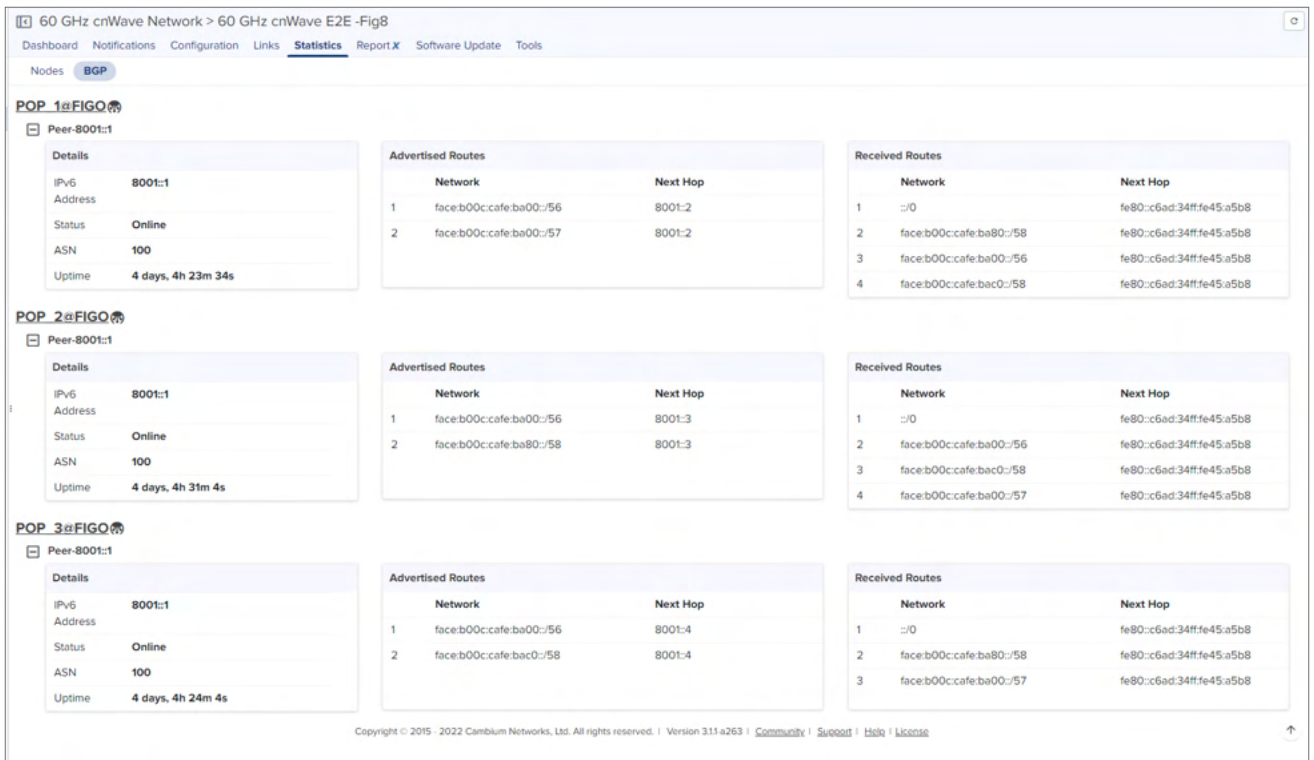 60 GHz cnWave Network > 60 GHz cnWave E2E -Fig8
Dashboard Notifications Configuration Links Statistics Report X Software Update Tools
Nodes BGP
POP_1@FIGO
Peer-8001::1
Details
IPv6 Address 8001::1
Status Online
ASN 100
Uptime 4 days, 4h 23m 34s
Advertised Routes
Network Next Hop
1 face:b00c:cafe:ba00::/56 8001::2
2 face:b00c:cafe:ba00::/57 8001::2
Received Routes
Network Next Hop
1 ::/0 fe80::c6ad:34ff:fe45:a5b8
2 face:b00c:cafe:ba80::/58 fe80::c6ad:34ff:fe45:a5b8
3 face:b00c:cafe:ba00::/56 fe80::c6ad:34ff:fe45:a5b8
4 face:b00c:cafe:bac0::/58 fe80::c6ad:34ff:fe45:a5b8
POP_2@FIGO
Peer-8001::1
Details
IPv6 Address 8001::1
Status Online
ASN 100
Uptime 4 days, 4h 31m 4s
Advertised Routes
Network Next Hop
1 face:b00c:cafe:ba00::/56 8001::3
2 face:b00c:cafe:ba80::/58 8001::3
Received Routes
Network Next Hop
1 ::/0 fe80::c6ad:34ff:fe45:a5b8
2 face:b00c:cafe:ba00::/56 fe80::c6ad:34ff:fe45:a5b8
3 face:b00c:cafe:bac0::/58 fe80::c6ad:34ff:fe45:a5b8
4 face:b00c:cafe:ba00::/57 fe80::c6ad:34ff:fe45:a5b8
POP_3@FIGO
Peer-8001::1
Details
IPv6 Address 8001::1
Status Online
ASN 100
Uptime 4 days, 4h 24m 4s
Advertised Routes
Network Next Hop
1 face:b00c:cafe:ba00::/56 8001::4
2 face:b00c:cafe:bac0::/58 8001::4
Received Routes
Network Next Hop
1 ::/0 fe80::c6ad:34ff:fe45:a5b8
2 face:b00c:cafe:ba80::/58 fe80::c6ad:34ff:fe45:a5b8
3 face:b00c:cafe:ba00::/57 fe80::c6ad:34ff:fe45:a5b8
Copyright © 2015 - 2022 Cambium Networks, Ltd. All rights reserved. | Version 3.1.1-a263 | Community | Support | Help | License